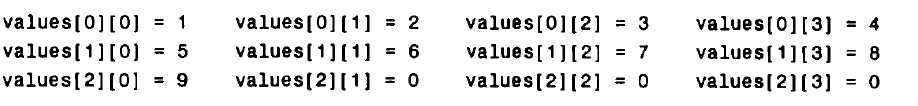 values[0][0] = 1 values[0][1] = 2 values[0][2] = 3 values[0][3] = 4
values[1][0] = 5 values[1][1] = 6 values[1][2] = 7 values[1][3] = 8
values[2][0] = 9 values[2][1] = 0 values[2][2] = 0 values[2][3] = 0